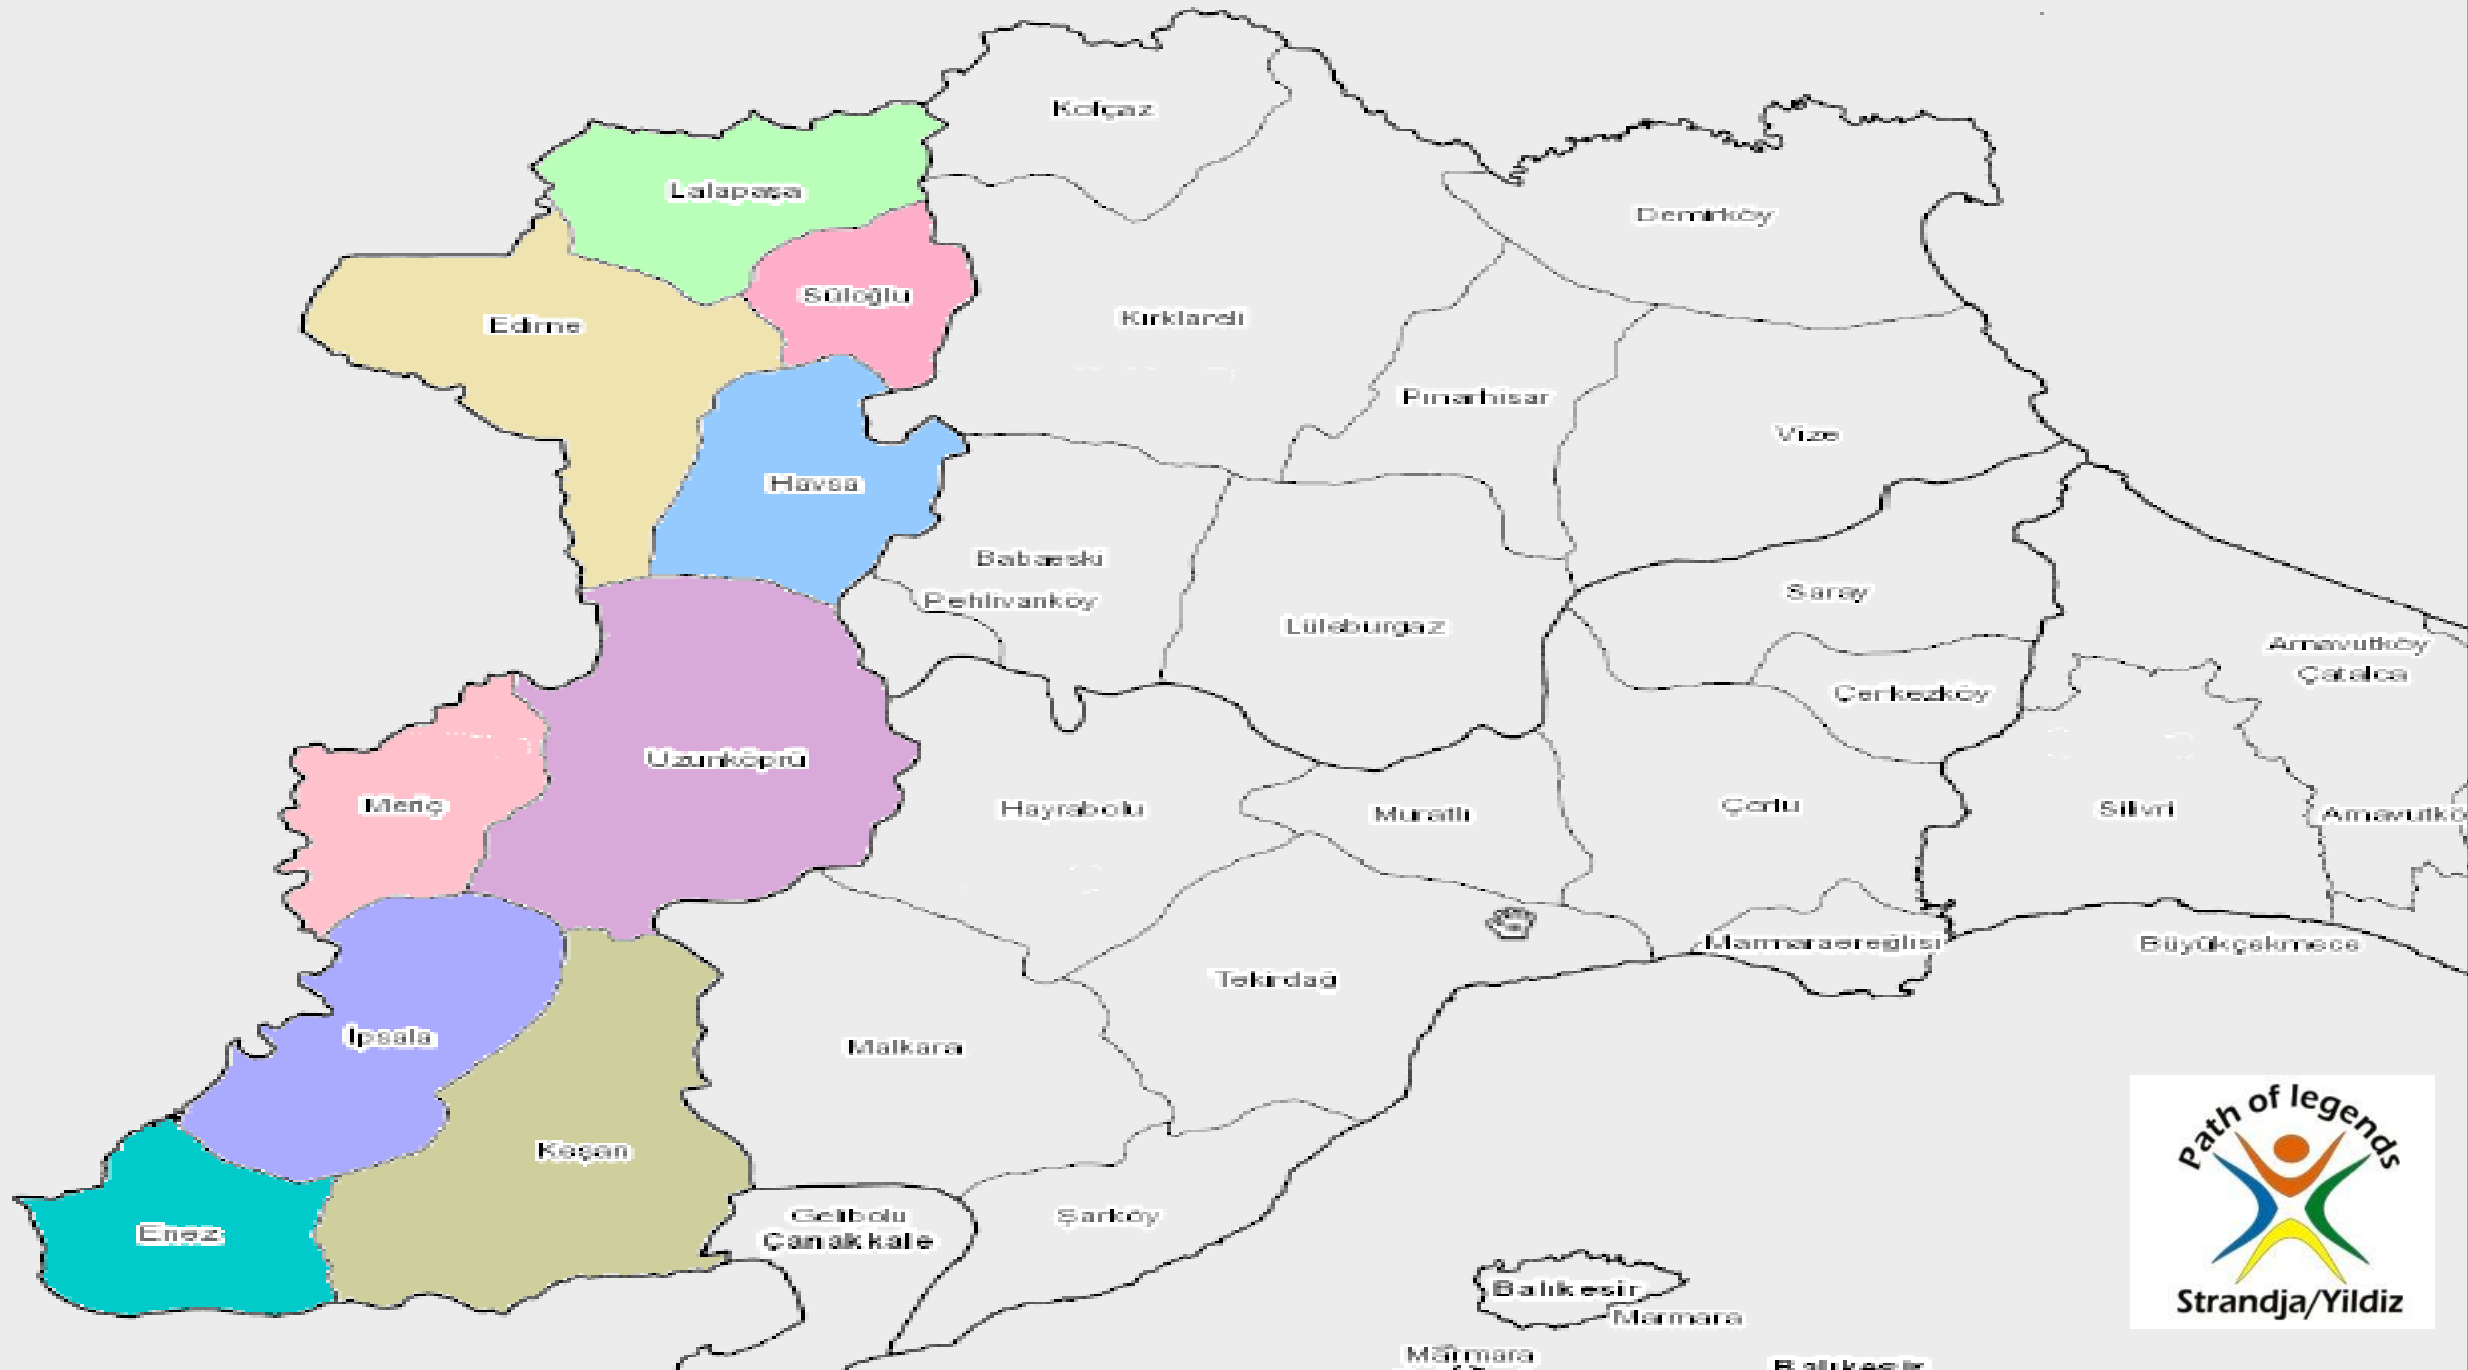 Kofçaz
Lalapaşa
Demirköy
Süloğlu
Edirne
Kırklareli
Pınarhisar
Vize
Havsa
Babaeski
Pehlivanköy
Saray
Lüleburgaz
Arnavutköy
Çatalca
Çerkezköy
Uzunköprü
Meriç
Hayrabolu
Muratlı
Çorlu
Silivri
Arnavutkö
Marmaraereğlisi
Büyükçekmece
Tekirdağ
İpsala
Malkara
Keşan
Enez
Gelibolu
Çanakkale
Şarköy
Balıkesir
Marmara
Marmara
Balıkesir
Path of legends
Strandja/Yildiz